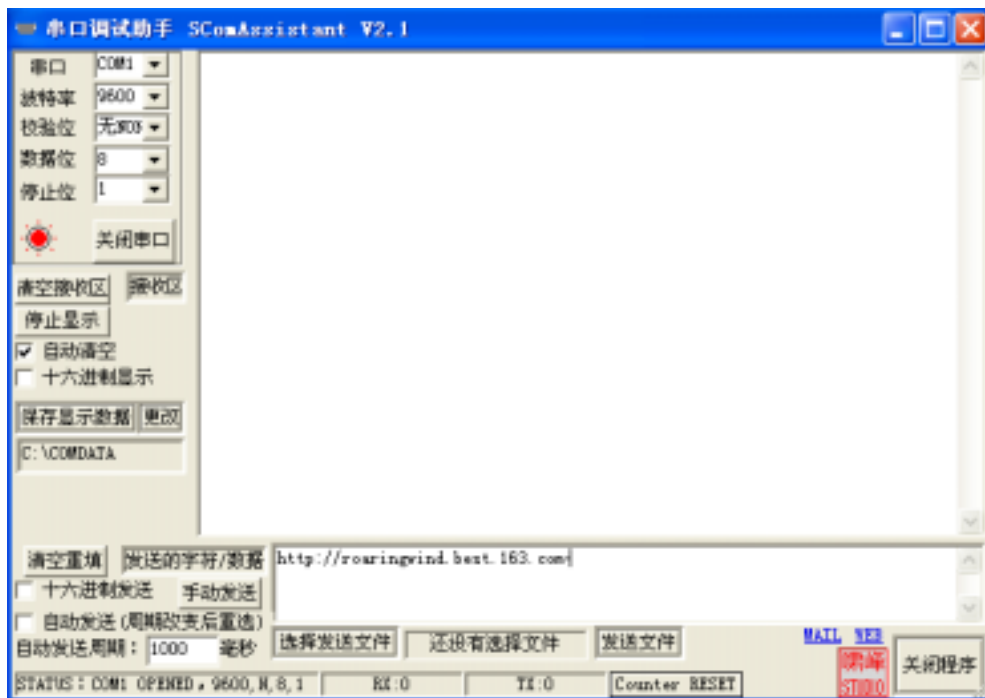 串口调试助手 SComAssistant V2.1
串口 COM1
波特率 9600
校验位
数据位 8
停止位 1
关闭串口
清空接收区 接收区
停止显示
自动清空
十六进制显示
保存显示数据 更改
C:\COMDATA
清空重填 发送的字符/数据 http://roaringwind.best.163.com
十六进制发送 手动发送
自动发送(周期改变后重选)
自动发送周期: 1000 毫秒 选择发送文件 还没有选择文件 发送文件
MAIL WEB
STUDIO
关闭程序
STATUS:COM1 OPENED,9600,N,8,1 RX:0 TX:0 Counter RESET